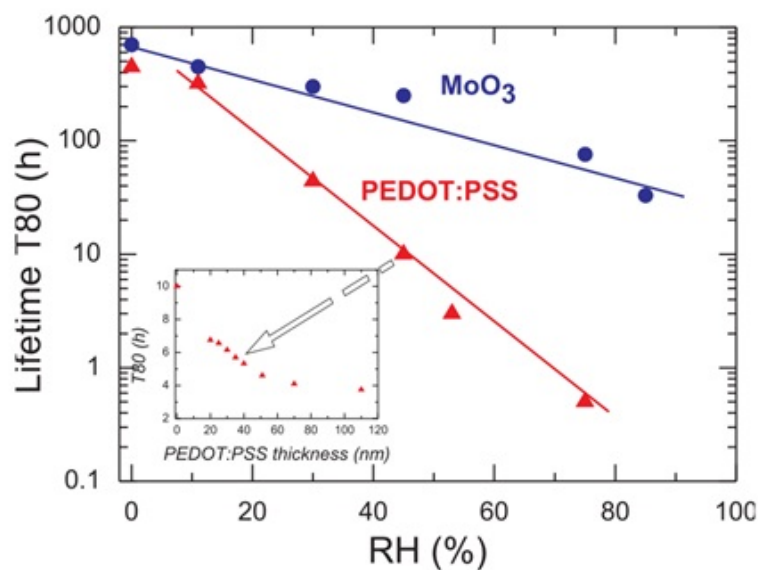 1000
100
10
1
0.1
Lifetime T80 (h)
MoO3
PEDOT:PSS
10
8
6
4
2
T80 (h)
0 20 40 60 80 100 120
PEDOT:PSS thickness (nm)
0 20 40 60 80 100
RH (%)